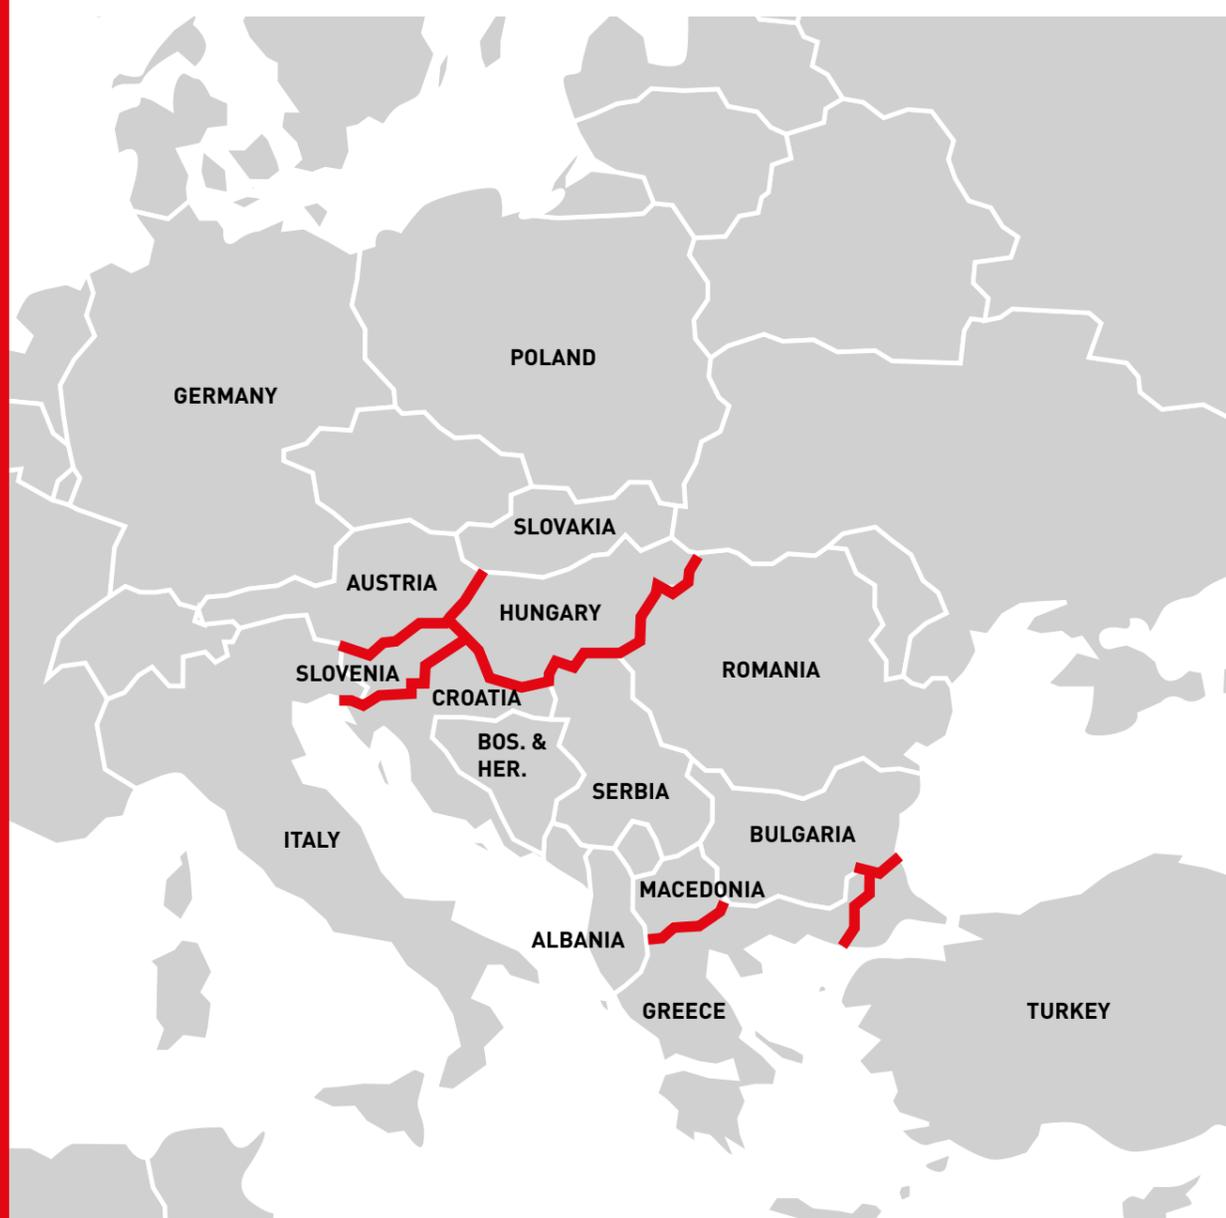 POLAND
GERMANY
SLOVAKIA
AUSTRIA
HUNGARY
SLOVENIA
ROMANIA
CROATIA
BOS. &
HER.
SERBIA
BULGARIA
ITALY
MACEDONIA
ALBANIA
GREECE
TURKEY